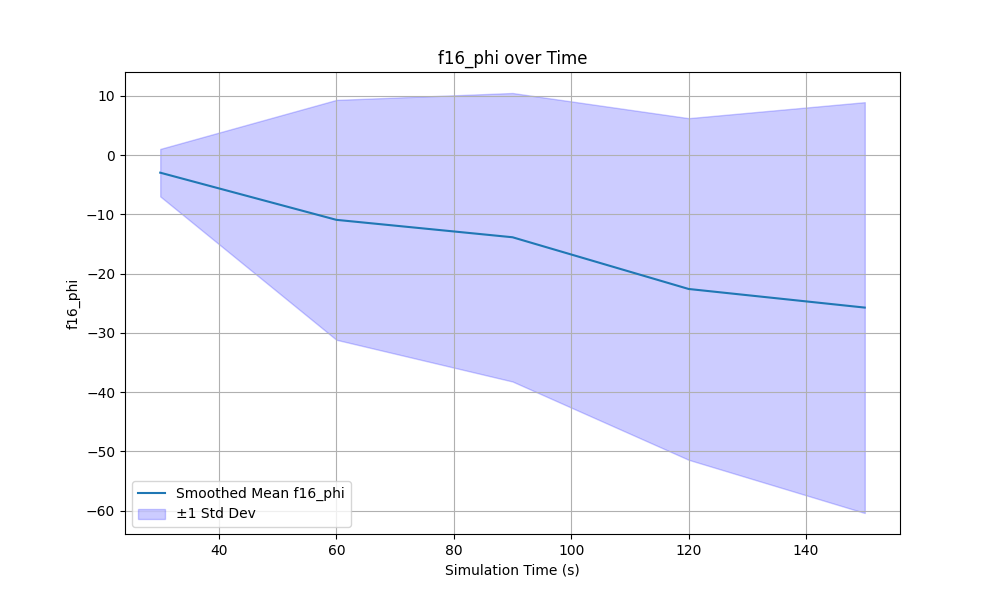 f16_phi over Time
f16_phi
10
0
−10
−20
−30
−40
−50
−60
40
60
80
100
120
140
Simulation Time (s)
Smoothed Mean f16_phi
±1 Std Dev